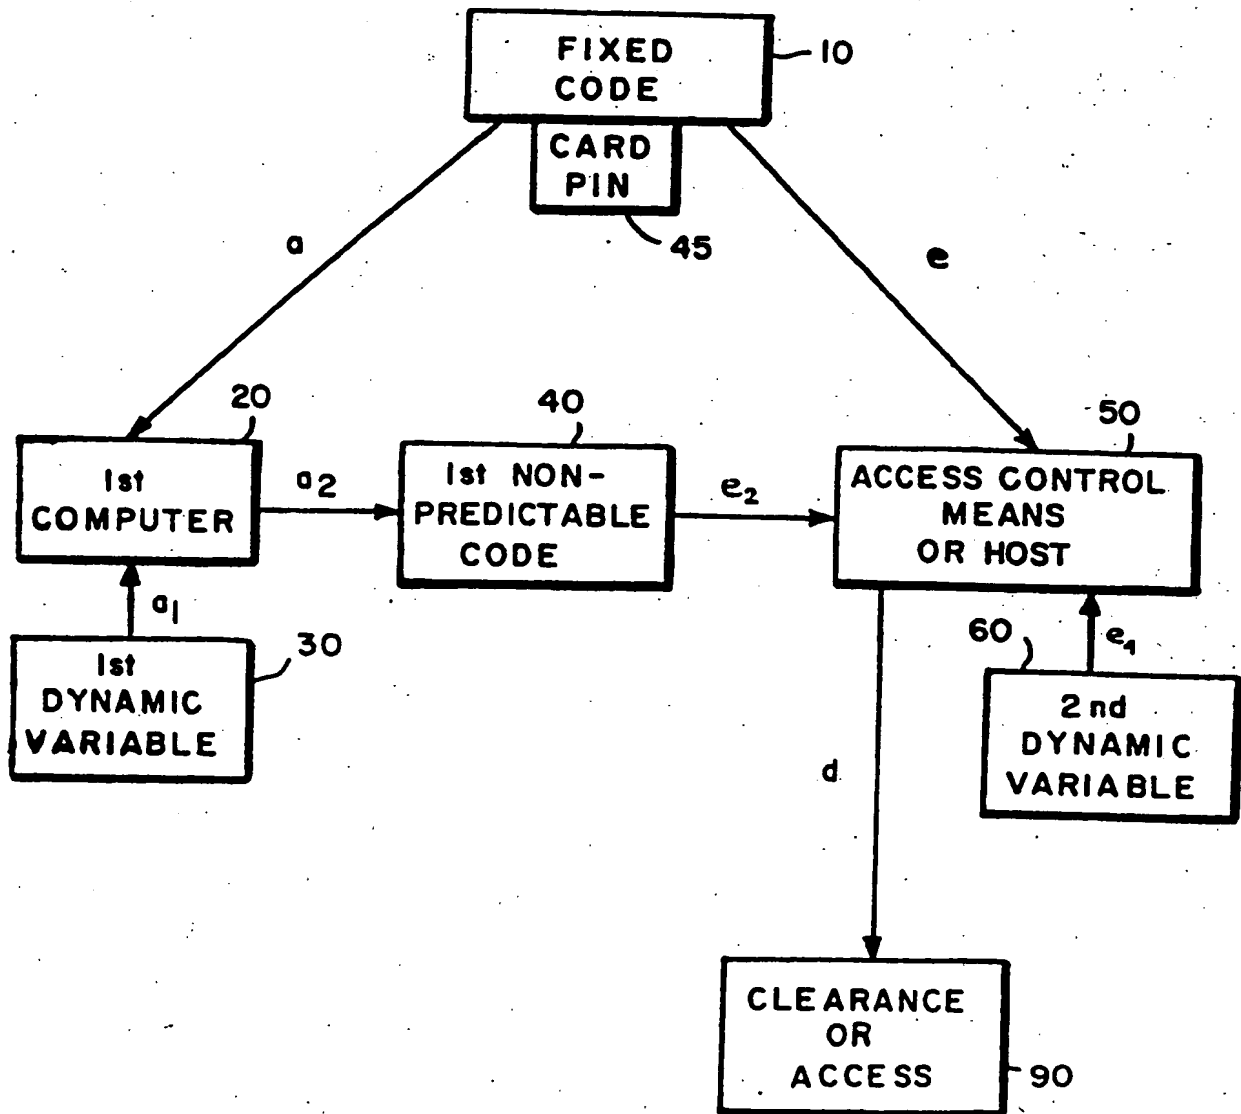 FIXED
CODE
10
CARD
PIN
45
a
e
20
40
50
1st
COMPUTER
a2
1st NON-
PREDICTABLE
CODE
e2
ACCESS CONTROL
MEANS
OR HOST
a1
30
1st
DYNAMIC
VARIABLE
60
e4
2nd
DYNAMIC
VARIABLE
d
CLEARANCE
OR
ACCESS
90